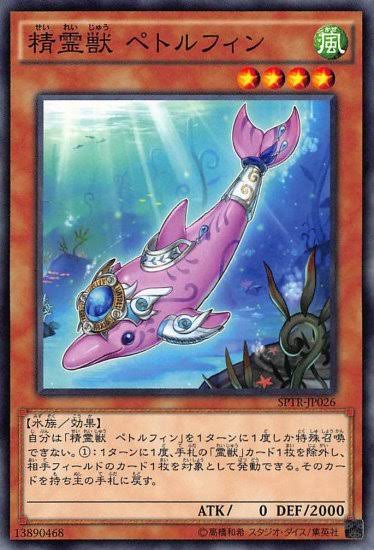 せいれいじゅう
精霊獣 ペトルフィン
かぜ
風
SPTR-JP026
【水族／効果】
自分は「精霊獣 ペトルフィン」を1ターンに1度しか特殊召喚
できない。①：1ターンに1度、手札の「霊獣」カード1枚を除外し、
相手フィールドのカード1枚を対象として発動できる。そのカー
ドを持ち主の手札に戻す。
ATK/ 0 DEF/2000
13890468
©高橋和希 スタジオ・ダイス/集英社